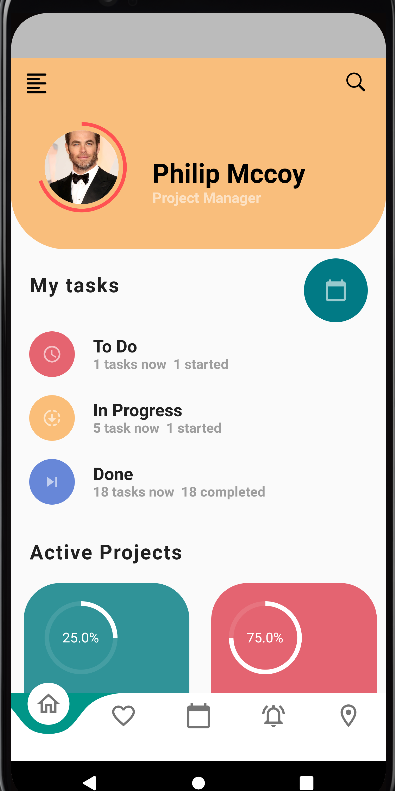 Philip Mccoy
Project Manager
My tasks
To Do
1 tasks now 1 started
In Progress
5 task now 1 started
Done
18 tasks now 18 completed
Active Projects
25.0% 75.0%